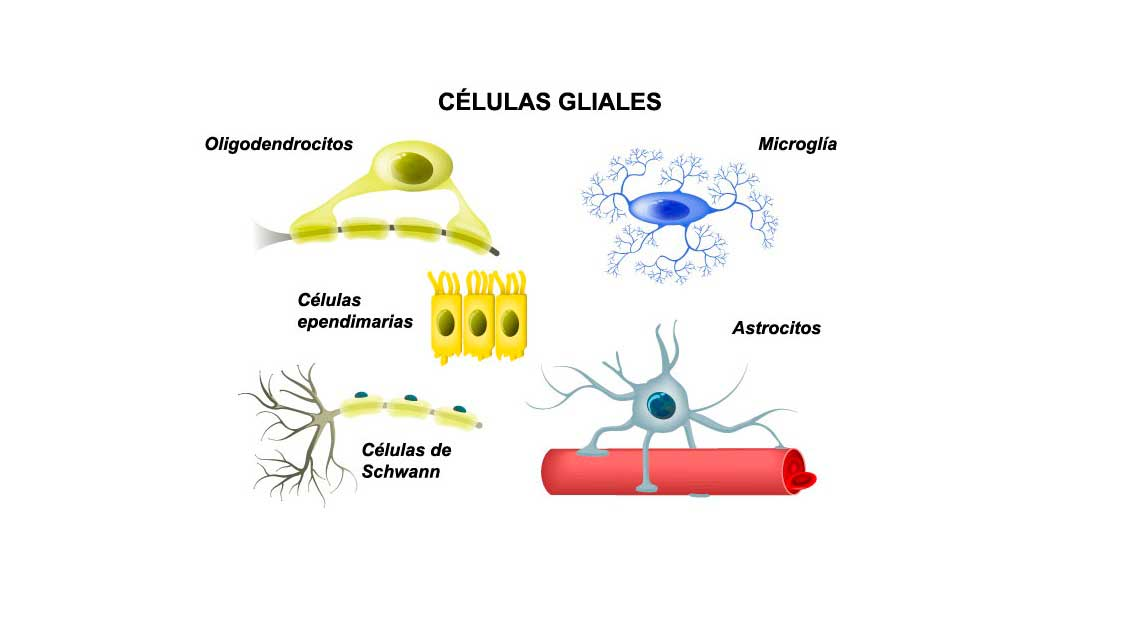 CÉLULAS GLIALES
Oligodendrocitos
Microglía
Células
ependimarias
Astrocitos
Células de
Schwann